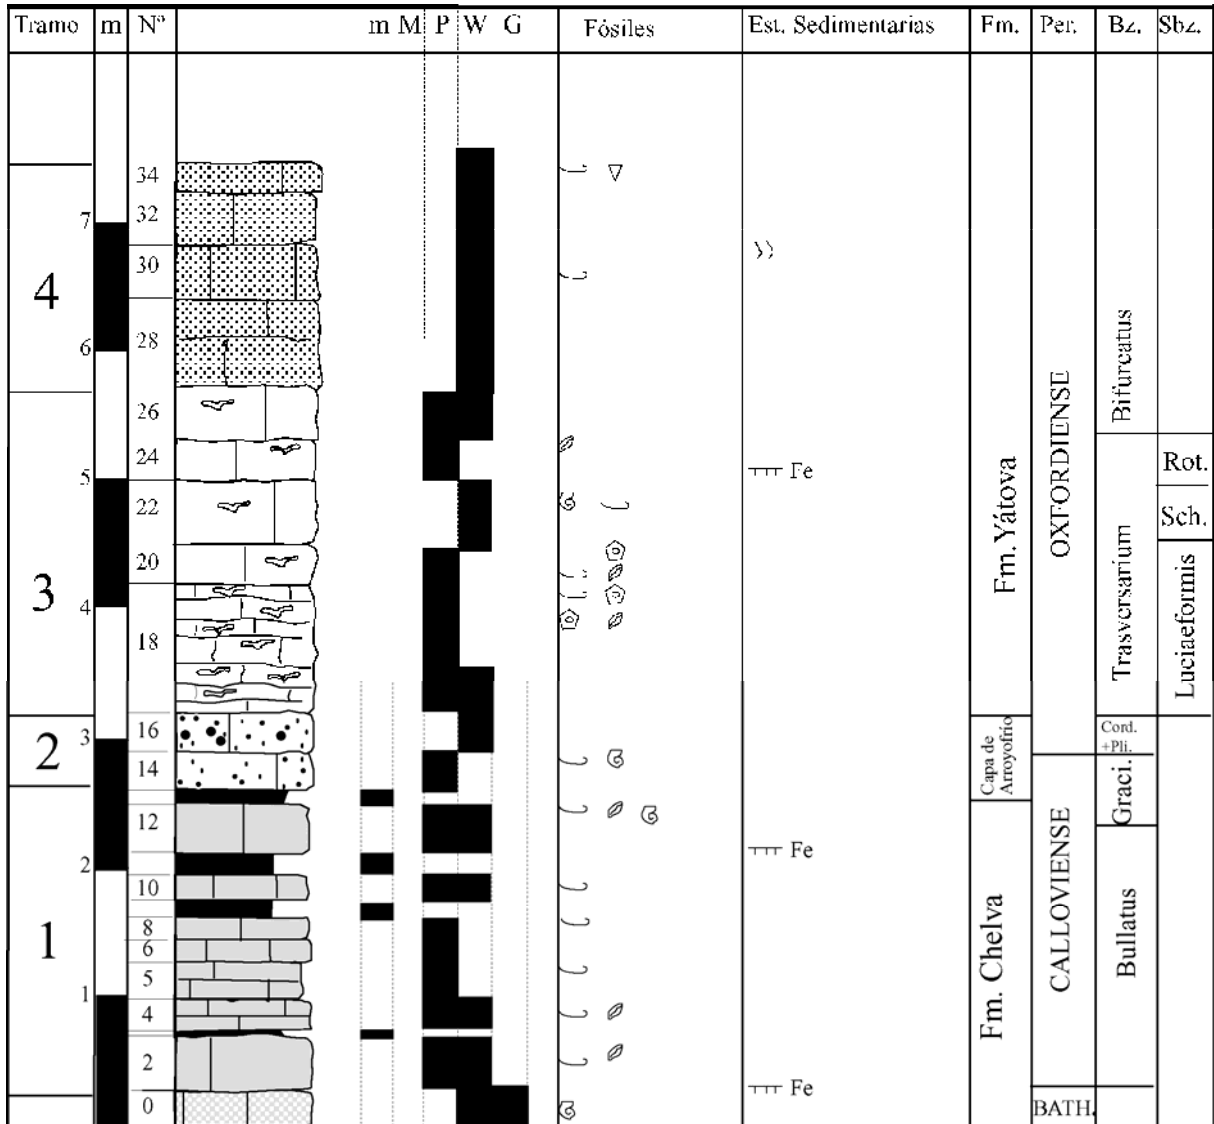 Tramo m Nº m M P W G Fósiles Est. Sedimentarias Fm. Per. Bz. Sbz.
34
7 32
30
4
6 28
Bifurcatus
26
OXFORDIENSE
24
5 Fe Rot.
22 Sch.
Fm. Yátova
20
3
4
Trasversarium
Luciaeformis
18
16
3
2
Cord.
+Pli.
Capa de
Arroyofrío
14
Graci.
12
2 Fe
10
8
1
6
CALLOVIENSE
Bullatus
Fm. Chelva
5
1
4
2
Fe
0 BATH.